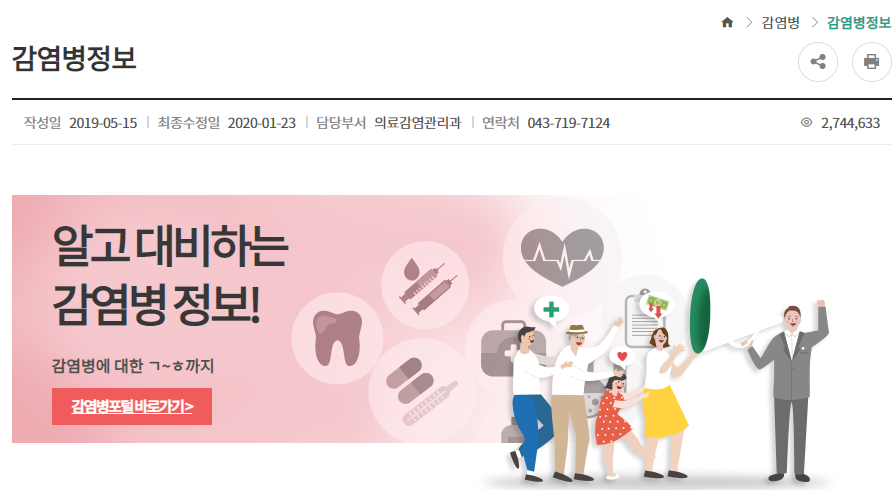 감염병 > 감염병정보
감염병정보
작성일 2019-05-15 | 최종수정일 2020-01-23 | 담당부서 의료감염관리과 | 연락처 043-719-7124 2,744,633
알고 대비하는
감염병 정보!
감염병에 대한 ㄱ~ㅎ까지
감염병포털 바로가기>